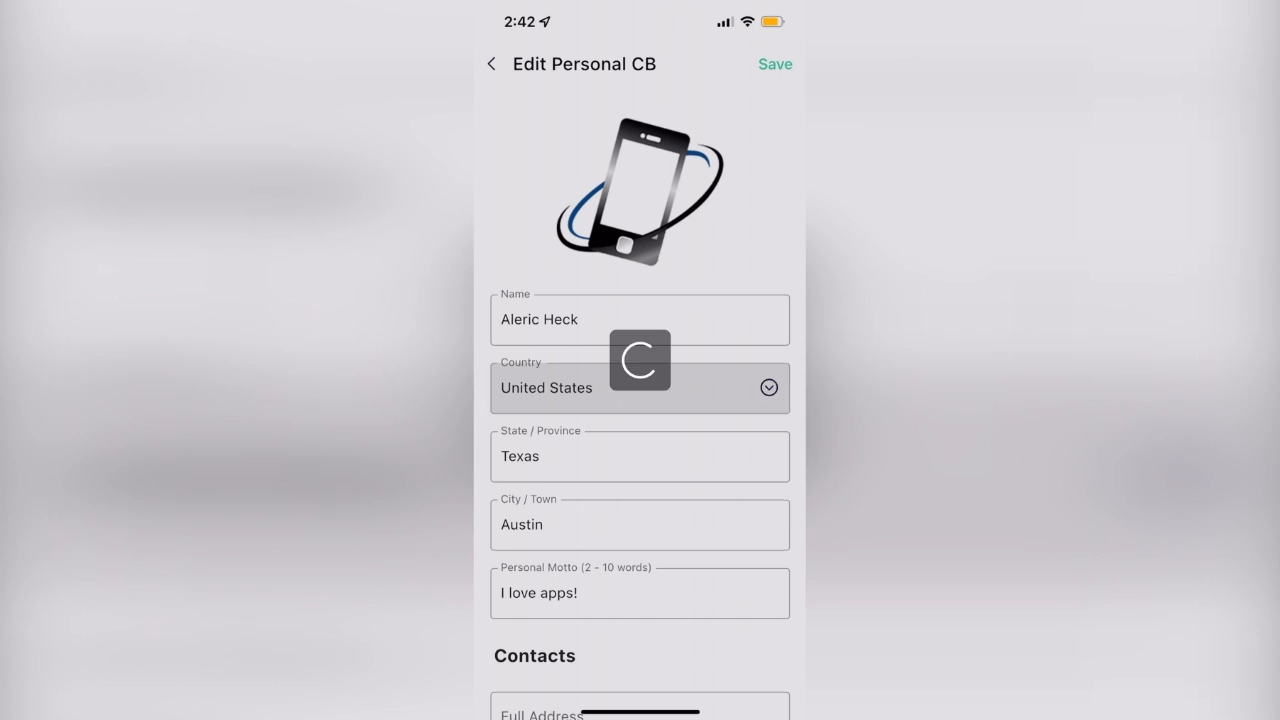 2:42
Edit Personal CB
Save
Name
Aleric Heck
Country
United States
State / Province
Texas
City / Town
Austin
Personal Motto (2 - 10 words)
I love apps!
Contacts
Full Address